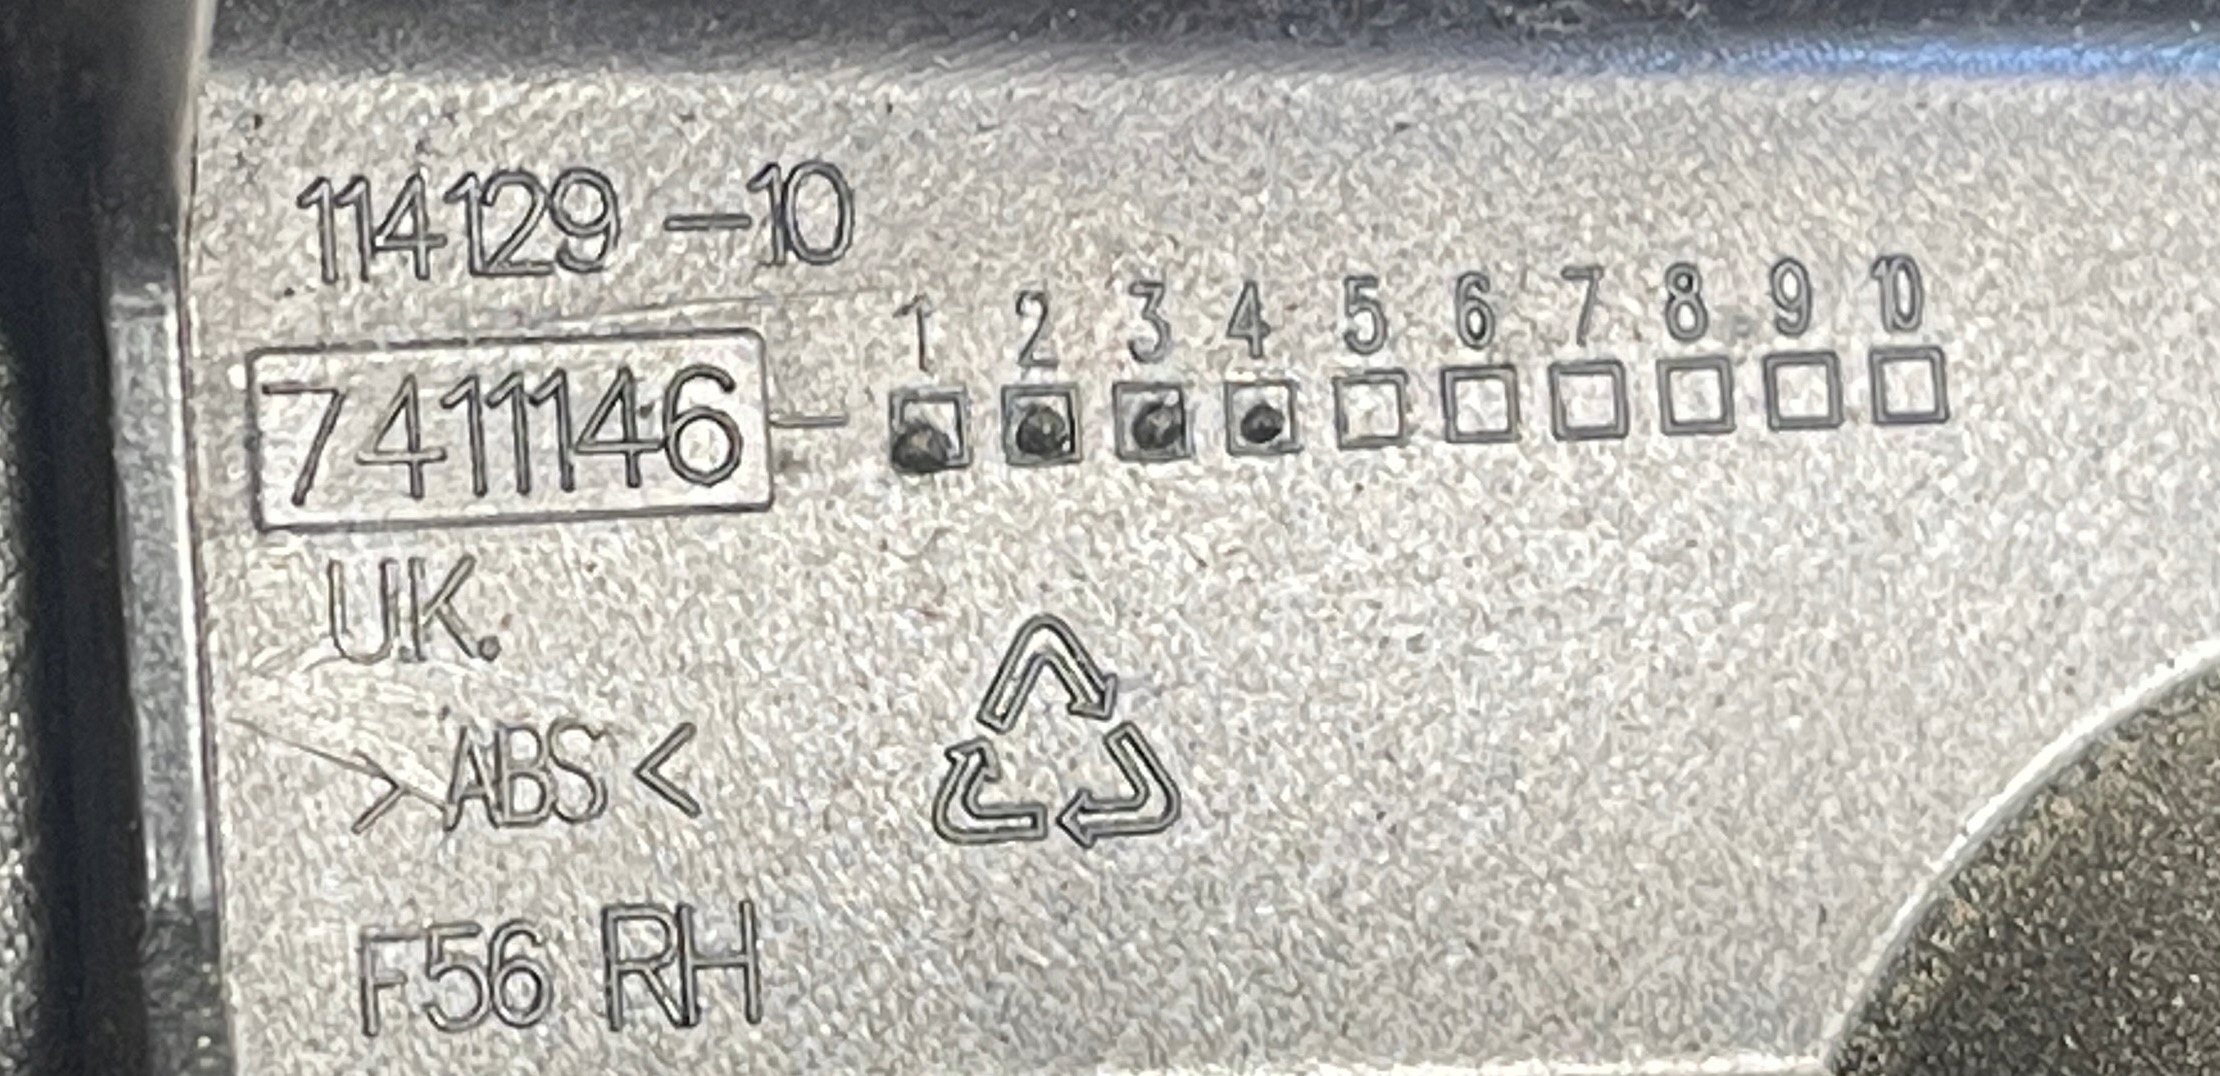 114129-10
1 2 3 4 5 6 7 8 9 10
7411146-
U.K.
>ABS<
F56 RH